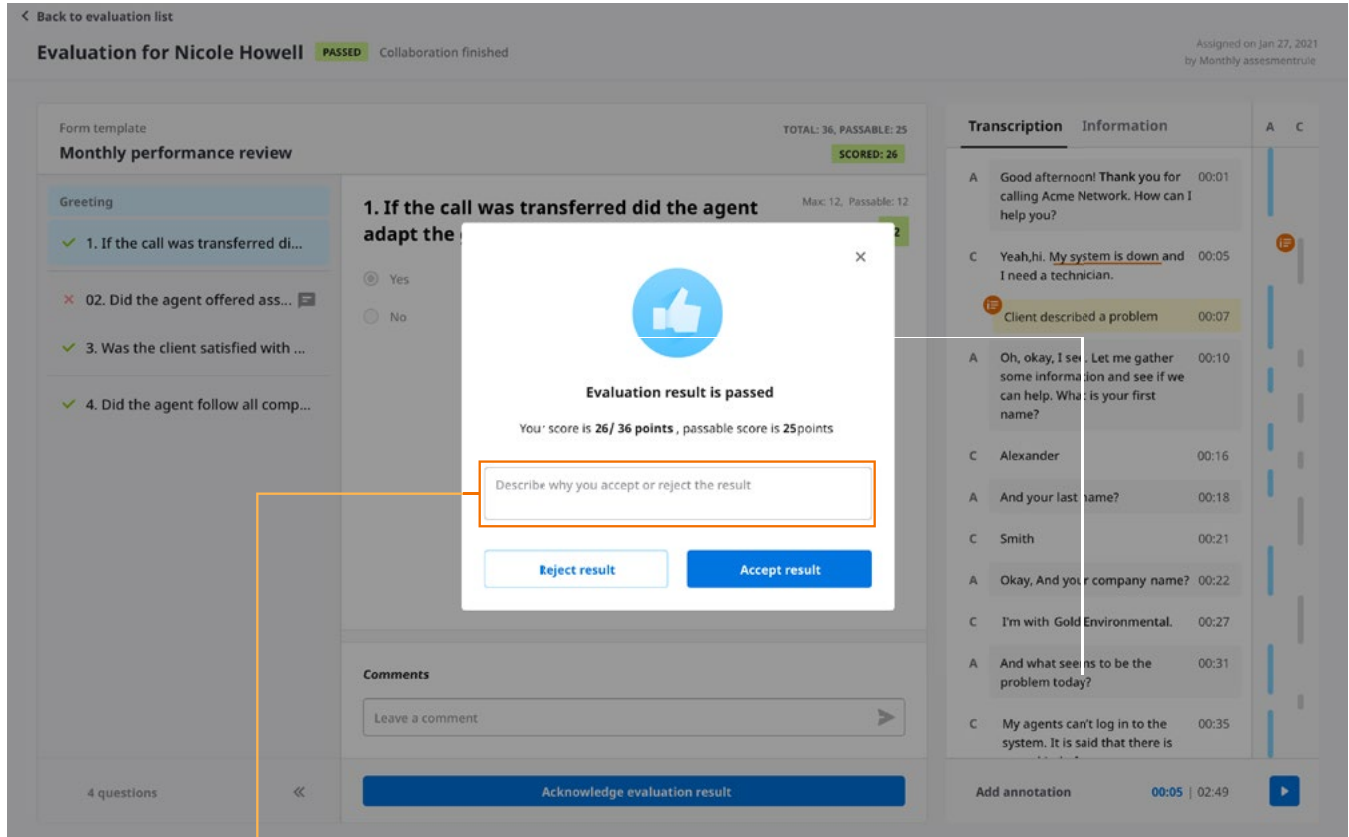 Back to evaluation list
Evaluation for Nicole Howell PASSED Collaboration finished
Assigned on Jan 27, 2021
by Monthly assesmentrule
Form template
Monthly performance review
TOTAL: 36, PASSABLE: 25
SCORED: 26
Greeting
1. If the call was transferred di...
02. Did the agent offered ass...
3. Was the client satisfied with ...
4. Did the agent follow all comp...
4 questions
1. If the call was transferred did the agent
adapt the
Max: 12, Passable: 12
2
Yes
No
Evaluation result is passed
Your score is 26/ 36 points , passable score is 25points
Describe why you accept or reject the result
Reject result
Accept result
Comments
Leave a comment
Acknowledge evaluation result
Transcription Information
A C
A Good afternoon! Thank you for 00:01
calling Acme Network. How can I
help you?
C Yeah,hi. My system is down and 00:05
I need a technician.
Client described a problem 00:07
A Oh, okay, I see. Let me gather 00:10
some information and see if we
can help. What is your first
name?
C Alexander 00:16
A And your last name? 00:18
C Smith 00:21
A Okay, And your company name? 00:22
C I'm with Gold Environmental. 00:27
A And what seems to be the 00:31
problem today?
C My agents can't log in to the 00:35
system. It is said that there is
Add annotation 00:05 | 02:49